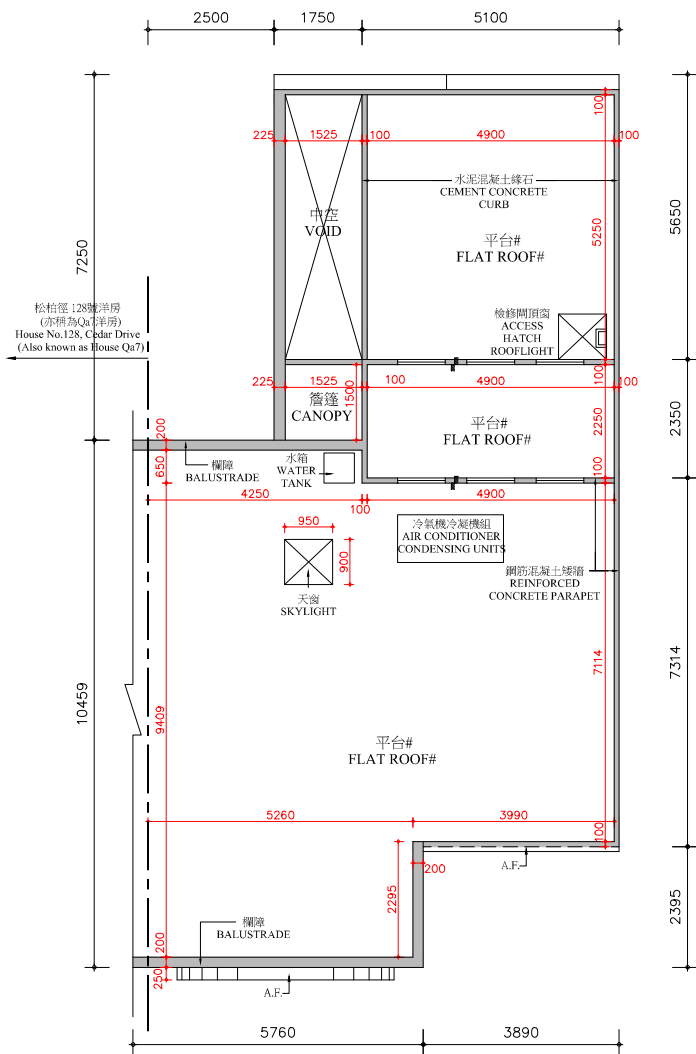 2500
1750
5100
100
225
1525
100
4900
100
水泥混凝土緣石
CEMENT CONCRETE
CURB
中空
VOID
平台#
FLAT ROOF#
5250
5650
7250
松柏徑 128號洋房
(亦稱為Qa7洋房)
House No.128, Cedar Drive
(Also known as House Qa7)
檢修閘頂窗
ACCESS
HATCH
ROOFLIGHT
225
1525
100
4900
100
100
1500
簷篷
CANOPY
平台#
FLAT ROOF#
2250
2350
200
欄障
BALUSTRADE
水箱
WATER
TANK
650
100
4250
100
4900
950
900
冷氣機冷凝機組
AIR CONDITIONER
CONDENSING UNITS
天窗
SKYLIGHT
鋼筋混凝土矮牆
REINFORCED
CONCRETE PARAPET
7114
7314
10459
9409
平台#
FLAT ROOF#
5260
3990
100
200
A.F.
2295
2395
欄障
BALUSTRADE
200
250
A.F.
5760
3890